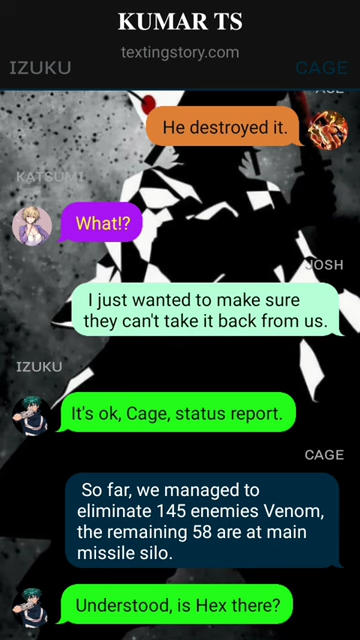 KUMAR TS
textingstory.com
IZUKU
CAGE
ACE
He destroyed it.
KATSUMI
What!?
JOSH
I just wanted to make sure
they can't take it back from us.
IZUKU
It's ok, Cage, status report.
CAGE
So far, we managed to
eliminate 145 enemies Venom,
the remaining 58 are at main
missile silo.
Understood, is Hex there?